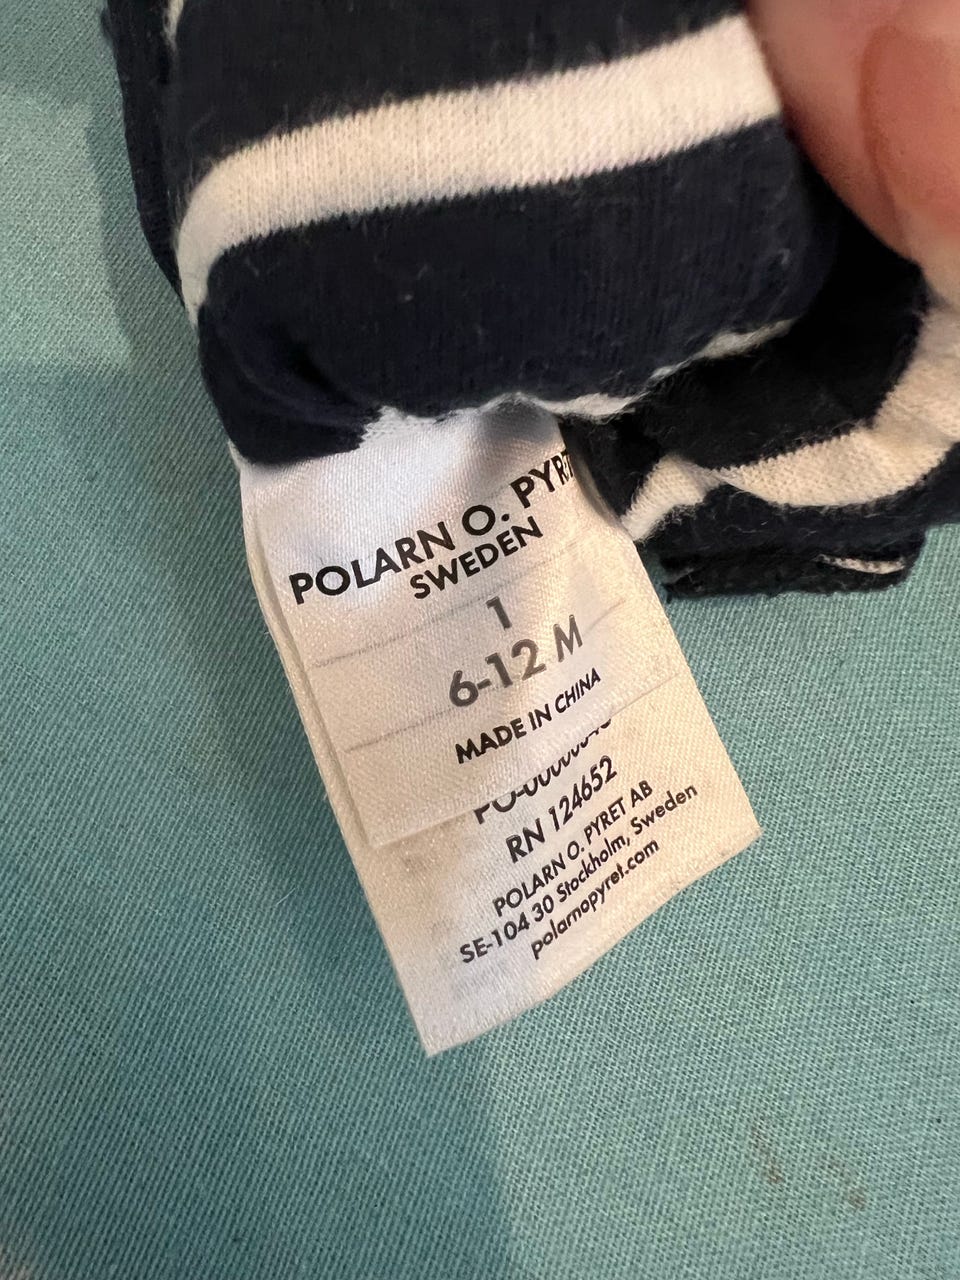 POLARN O.
SWEDEN
1
6-12 M
MADE IN CHINA
RN 124652
POLARN O. PYRET AB
SE-104 30 Stockholm, Sweden
polarnopyret.com